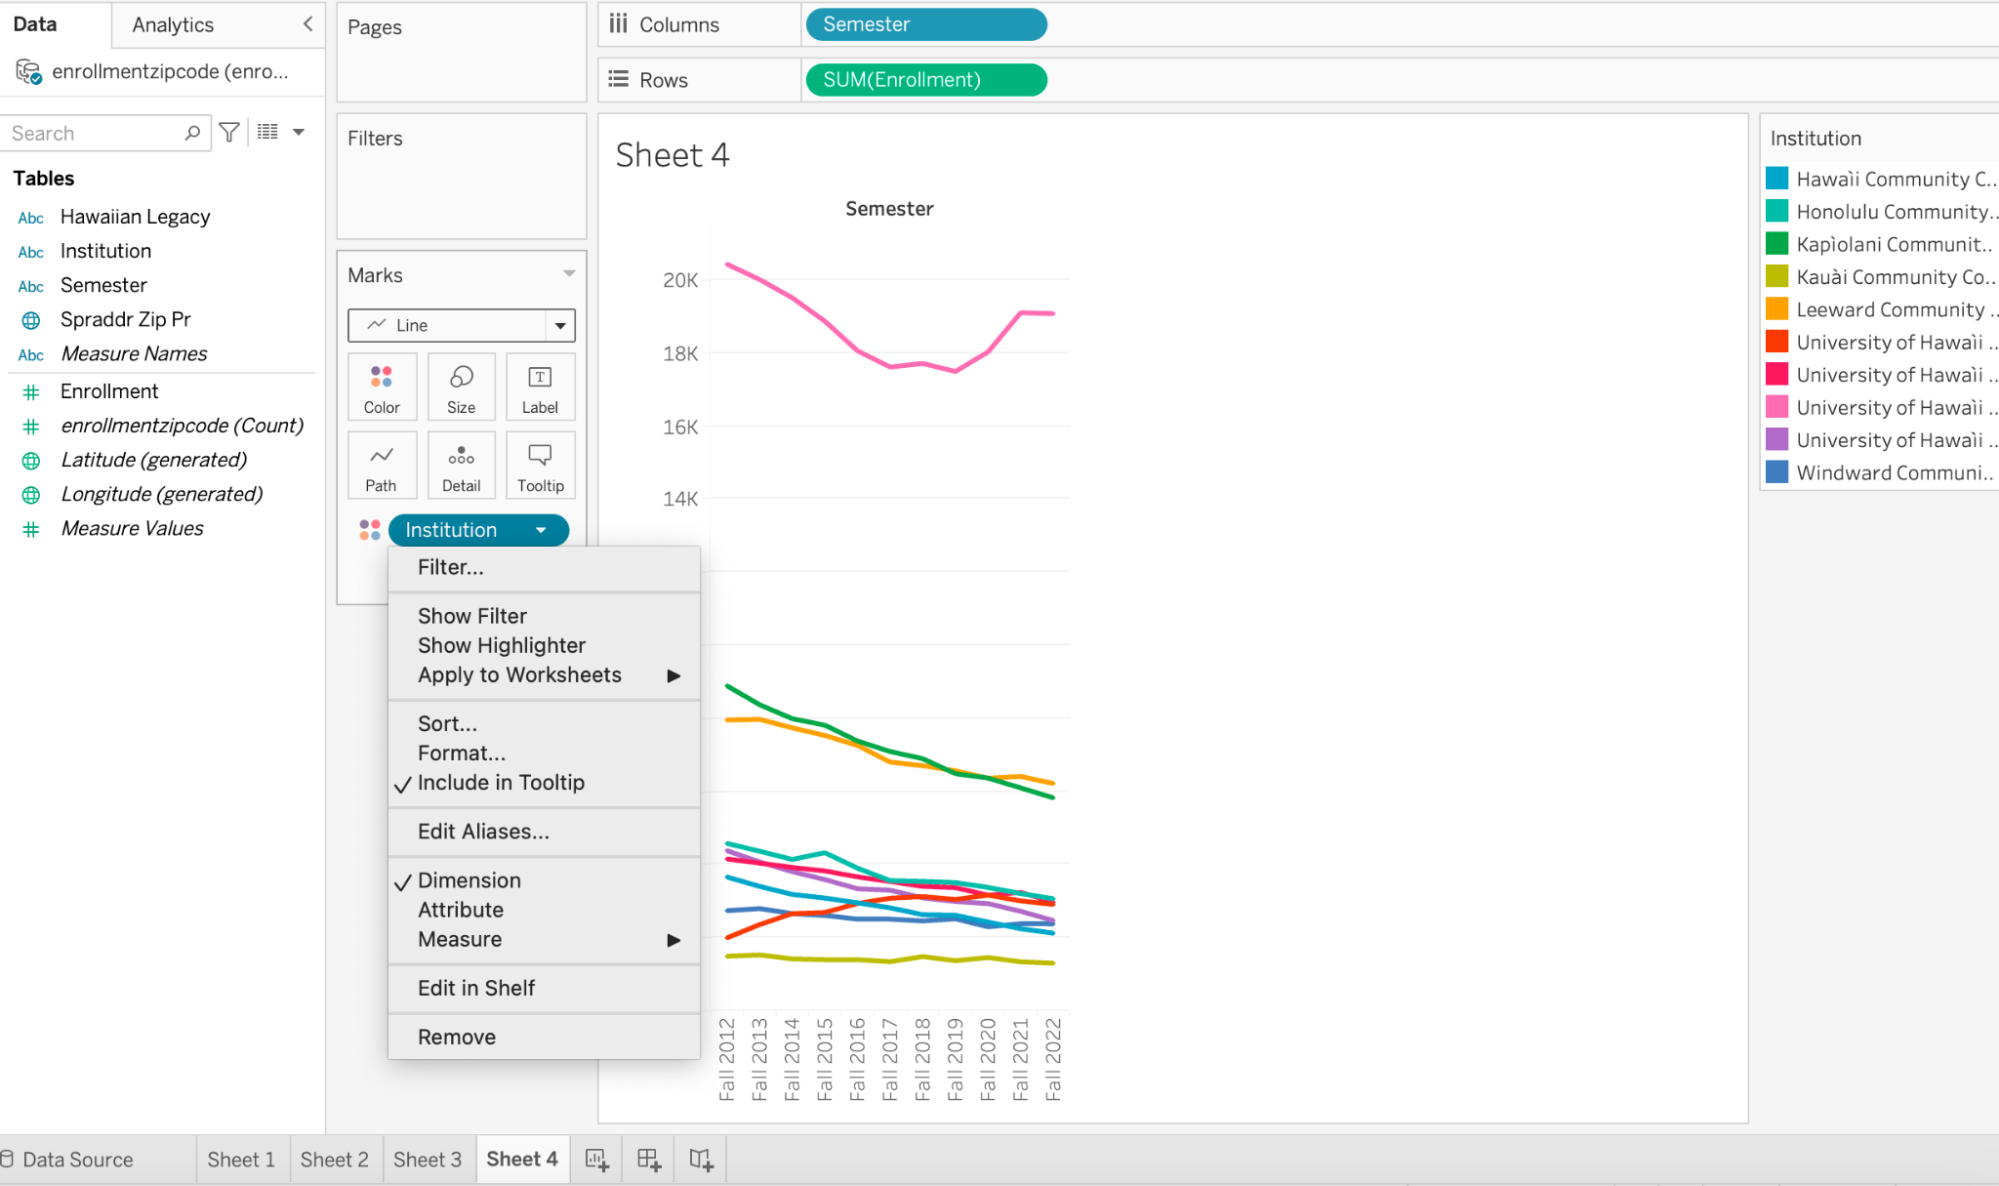 Data
Analytics
enrollmentzipcode (enro...
Search
Tables
Abc Hawaiian Legacy
Abc Institution
Abc Semester
Spraddr Zip Pr
Abc Measure Names
Enrollment
enrollmentzipcode (Count)
Latitude (generated)
Longitude (generated)
Measure Values
Pages
Filters
Marks
Line
Color
Size
Label
Path
Detail
Tooltip
Institution
Filter...
Show Filter
Show Highlighter
Apply to Worksheets
Sort...
Format...
Include in Tooltip
Edit Aliases...
Dimension
Attribute
Measure
Edit in Shelf
Remove
Columns
Semester
Rows
SUM(Enrollment)
Sheet 4
Semester
20K
18K
16K
14K
Fall 2012
Fall 2013
Fall 2014
Fall 2015
Fall 2016
Fall 2017
Fall 2018
Fall 2019
Fall 2020
Fall 2021
Fall 2022
Institution
Hawaìi Community C..
Honolulu Community..
Kapìolani Communit..
Kauài Community Co..
Leeward Community ..
University of Hawaìi ..
University of Hawaìi ..
University of Hawaìi ..
University of Hawaìi ..
Windward Communi..
Data Source
Sheet 1
Sheet 2
Sheet 3
Sheet 4